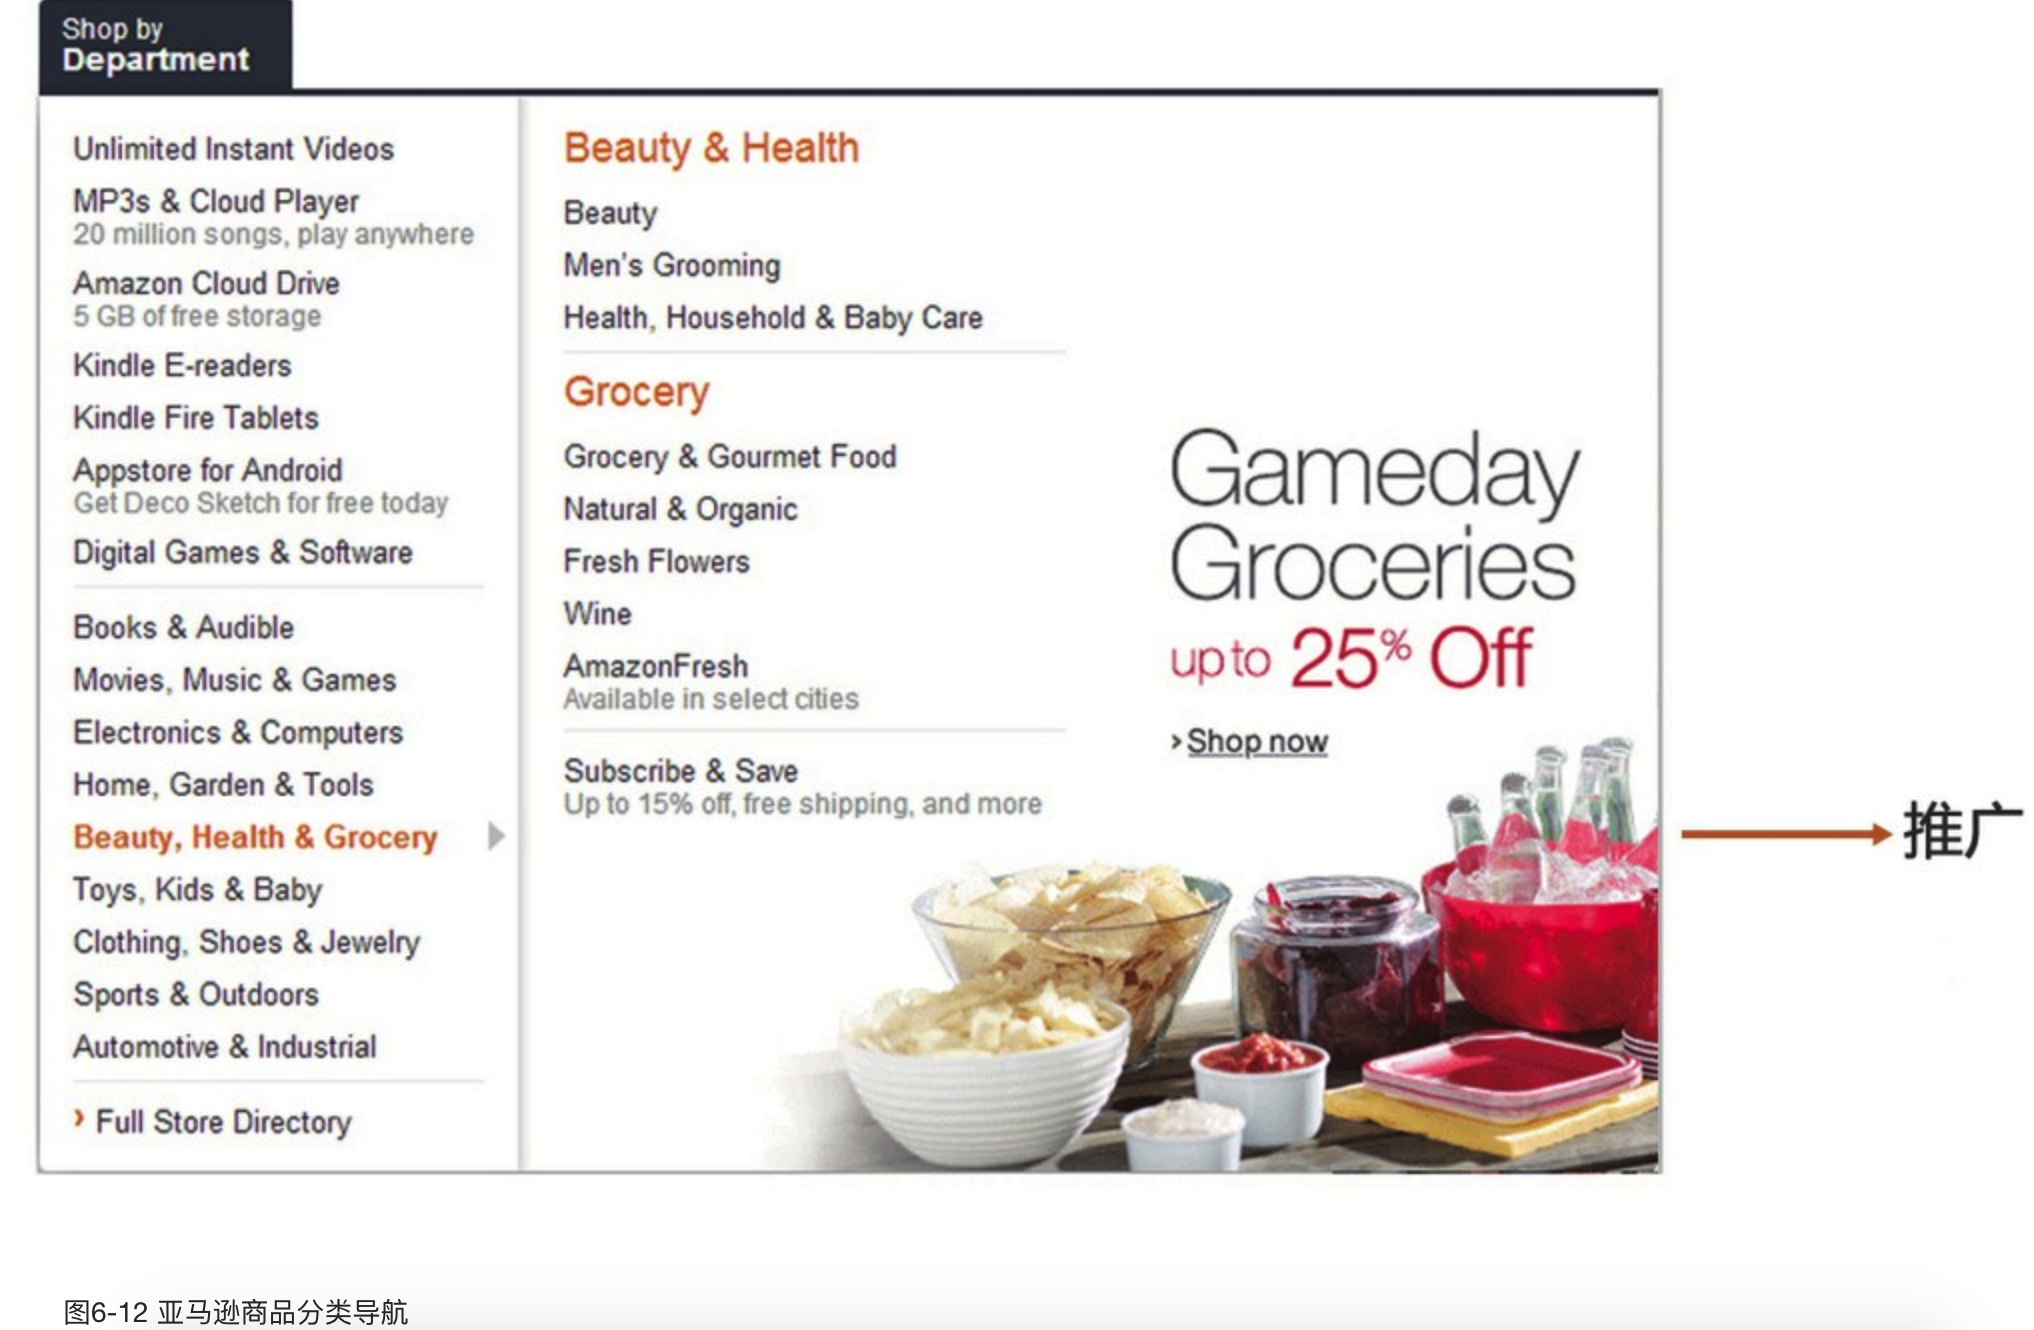 Shop by
Department
Unlimited Instant Videos
MP3s & Cloud Player
20 million songs, play anywhere
Amazon Cloud Drive
5 GB of free storage
Kindle E-readers
Kindle Fire Tablets
Appstore for Android
Get Deco Sketch for free today
Digital Games & Software
Books & Audible
Movies, Music & Games
Electronics & Computers
Home, Garden & Tools
Beauty, Health & Grocery
Toys, Kids & Baby
Clothing, Shoes & Jewelry
Sports & Outdoors
Automotive & Industrial
› Full Store Directory
Beauty & Health
Beauty
Men's Grooming
Health, Household & Baby Care
Grocery
Grocery & Gourmet Food
Natural & Organic
Fresh Flowers
Wine
AmazonFresh
Available in select cities
Subscribe & Save
Up to 15% off, free shipping, and more
Gameday
Groceries
up to 25% Off
› Shop now
推广
图6-12 亚马逊商品分类导航